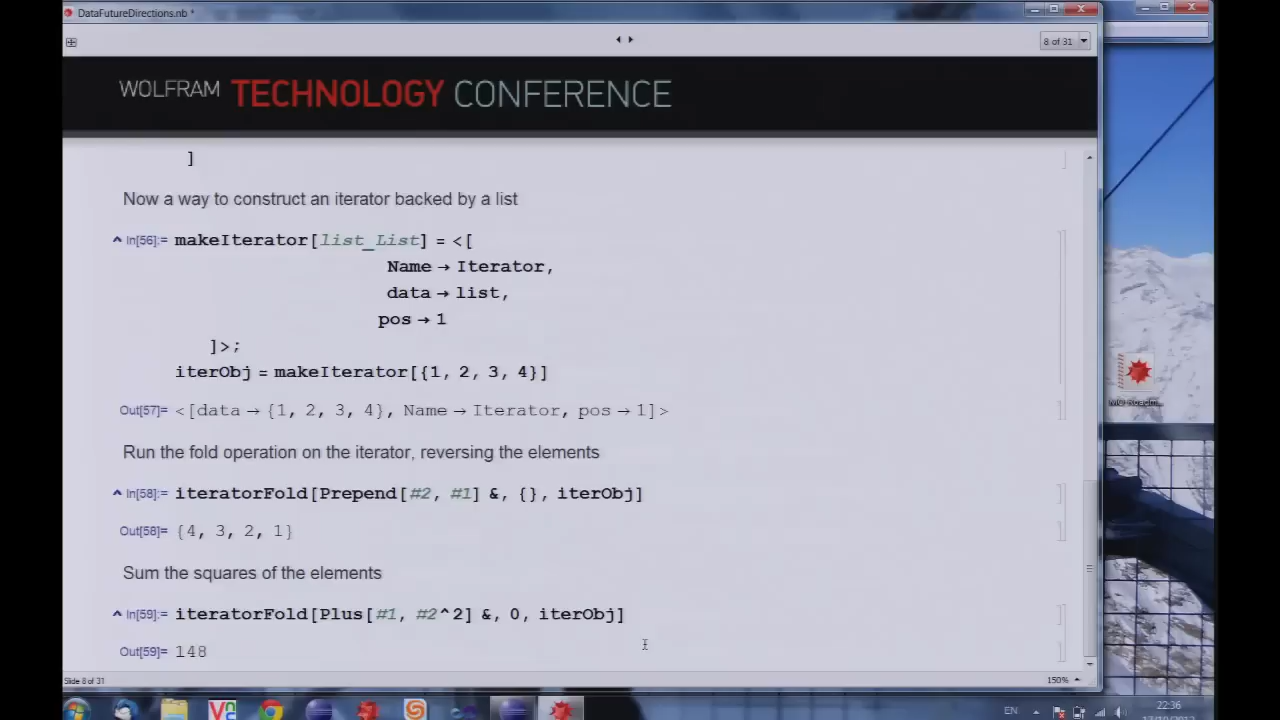 DataFutureDirections.nb *
8 of 31
WOLFRAM TECHNOLOGY CONFERENCE
]
Now a way to construct an iterator backed by a list
In[56]:= makeIterator[list_List] = <[
Name → Iterator,
data → list,
pos → 1
]>;
iterObj = makeIterator[{1, 2, 3, 4}]
Out[57]= <[data → {1, 2, 3, 4}, Name → Iterator, pos → 1]>
Run the fold operation on the iterator, reversing the elements
In[58]:= iteratorFold[Prepend[#2, #1] &, {}, iterObj]
Out[58]= {4, 3, 2, 1}
Sum the squares of the elements
In[59]:= iteratorFold[Plus[#1, #2^2] &, 0, iterObj]
Out[59]= 148
Slide 8 of 31
150%
EN
22:36